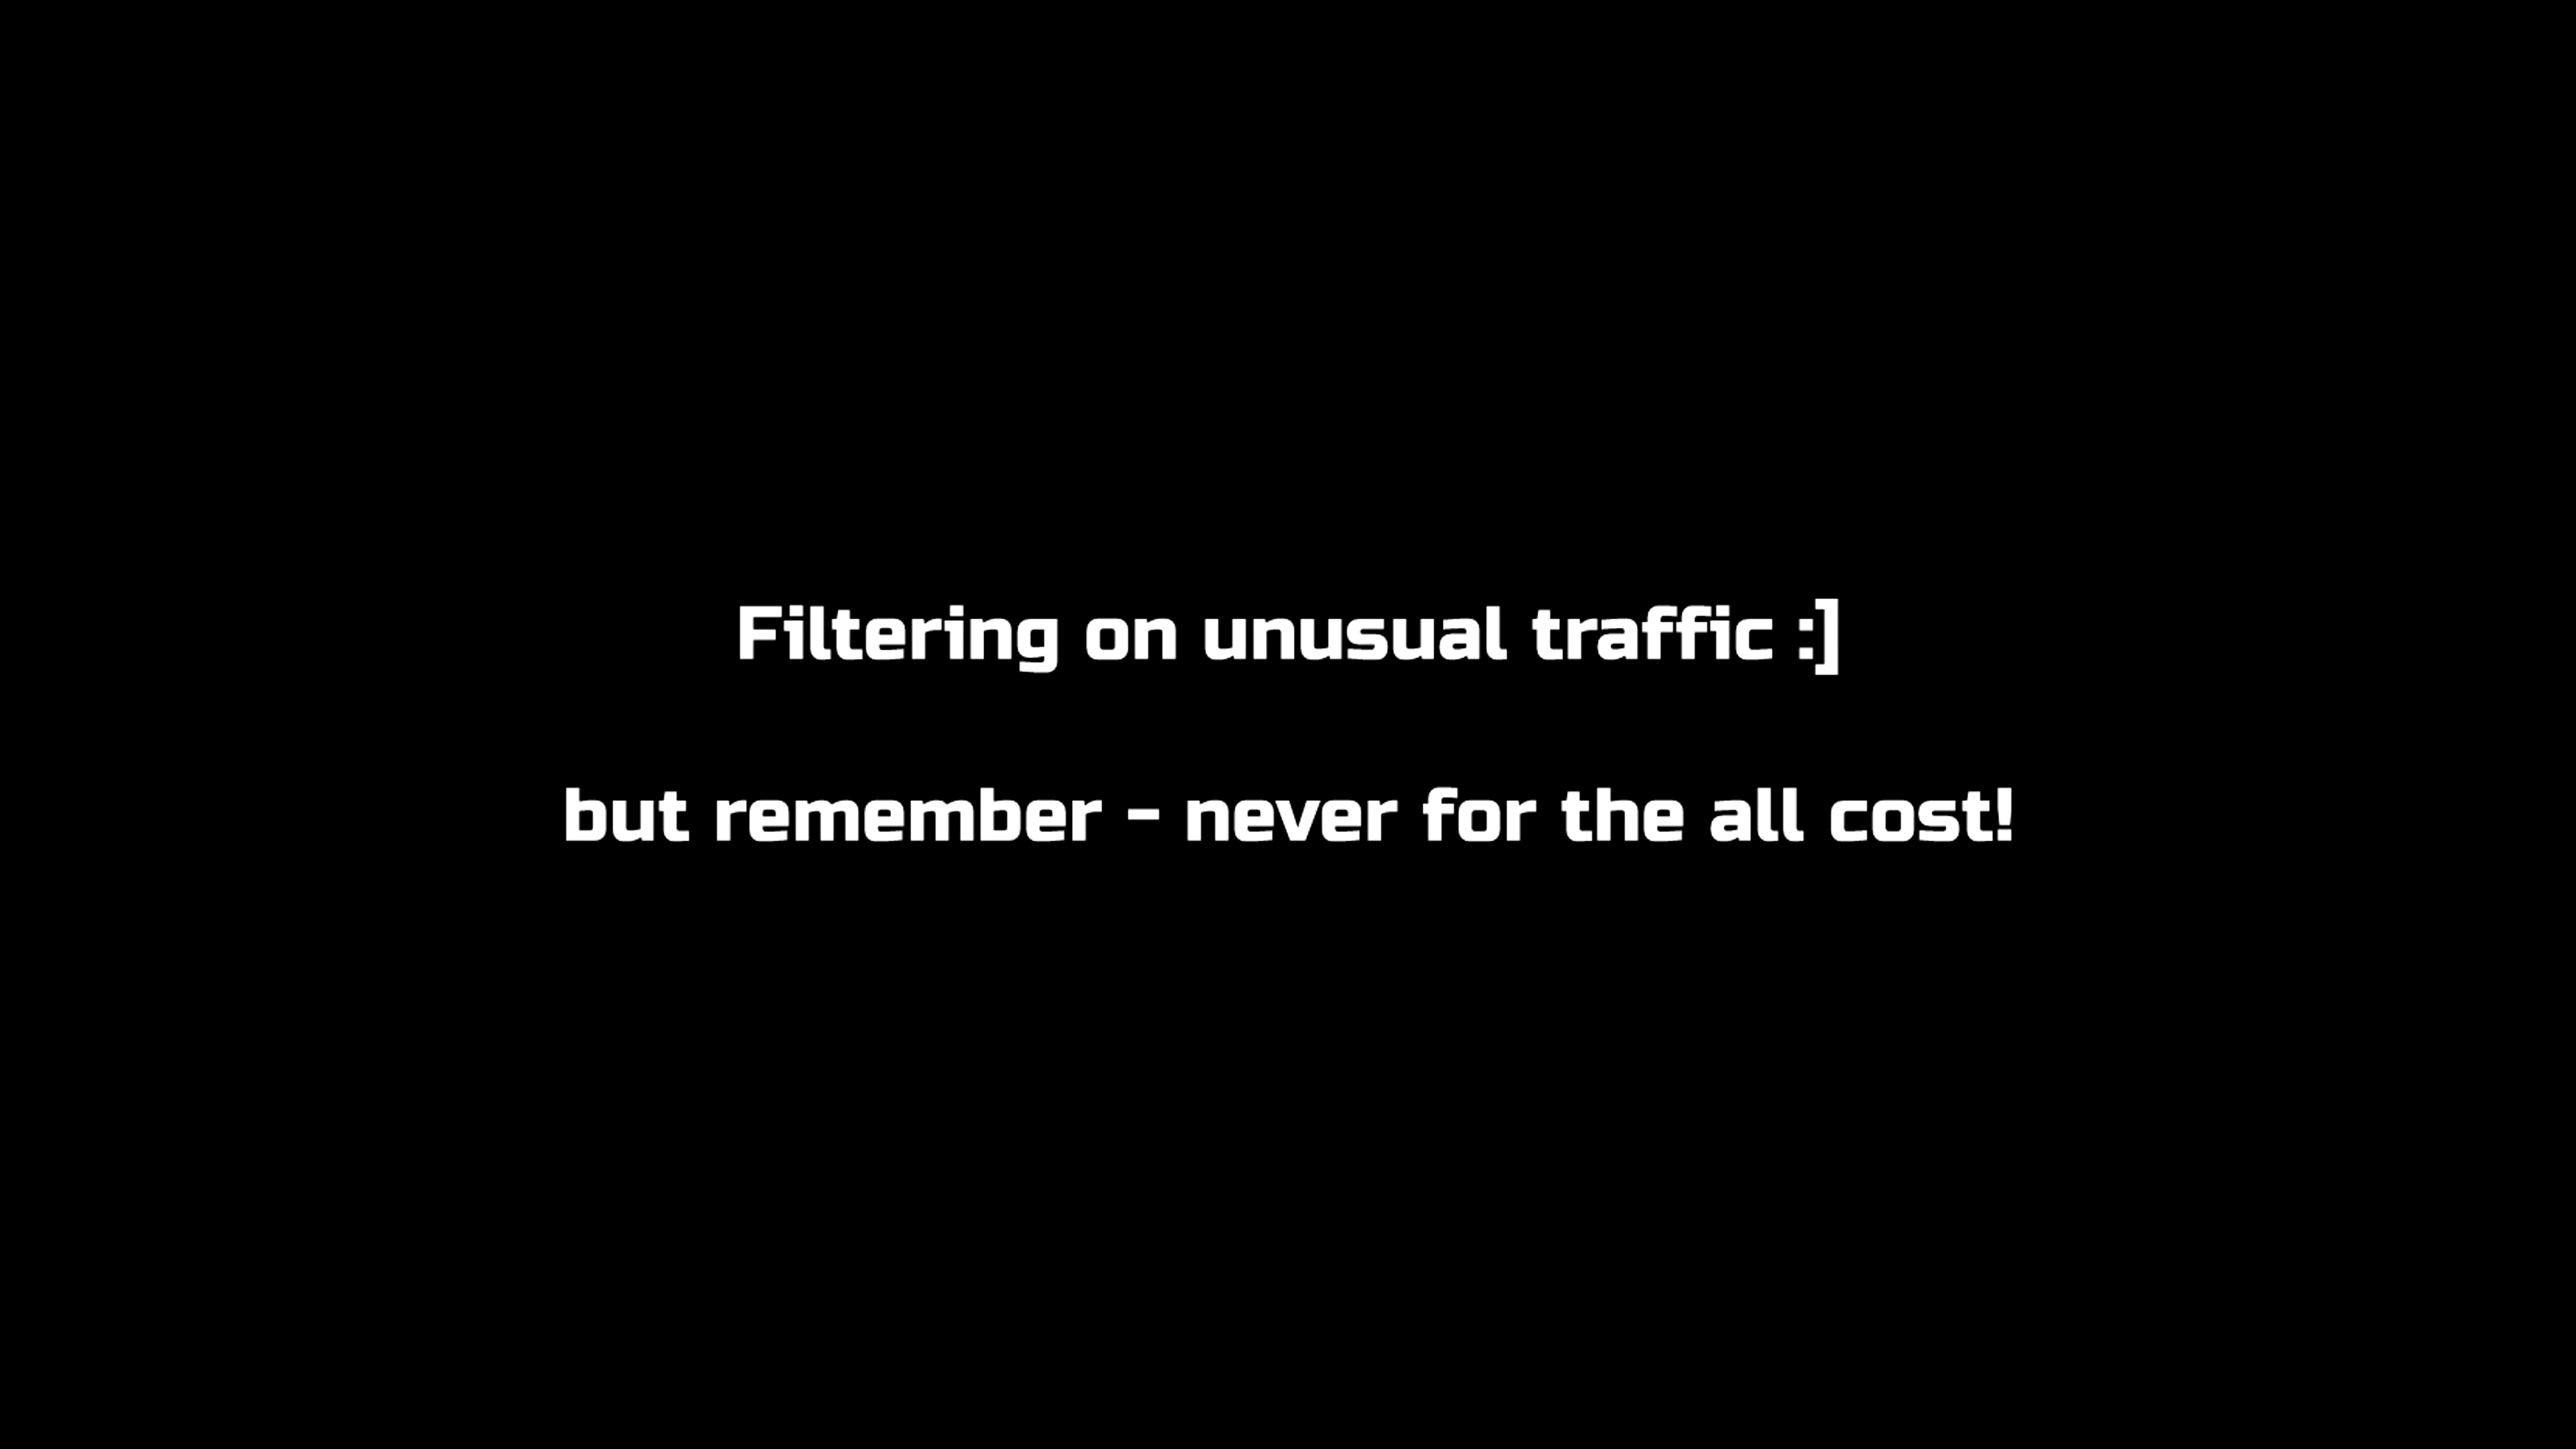 Filtering on unusual traffic :]
but remember - never for the all cost!